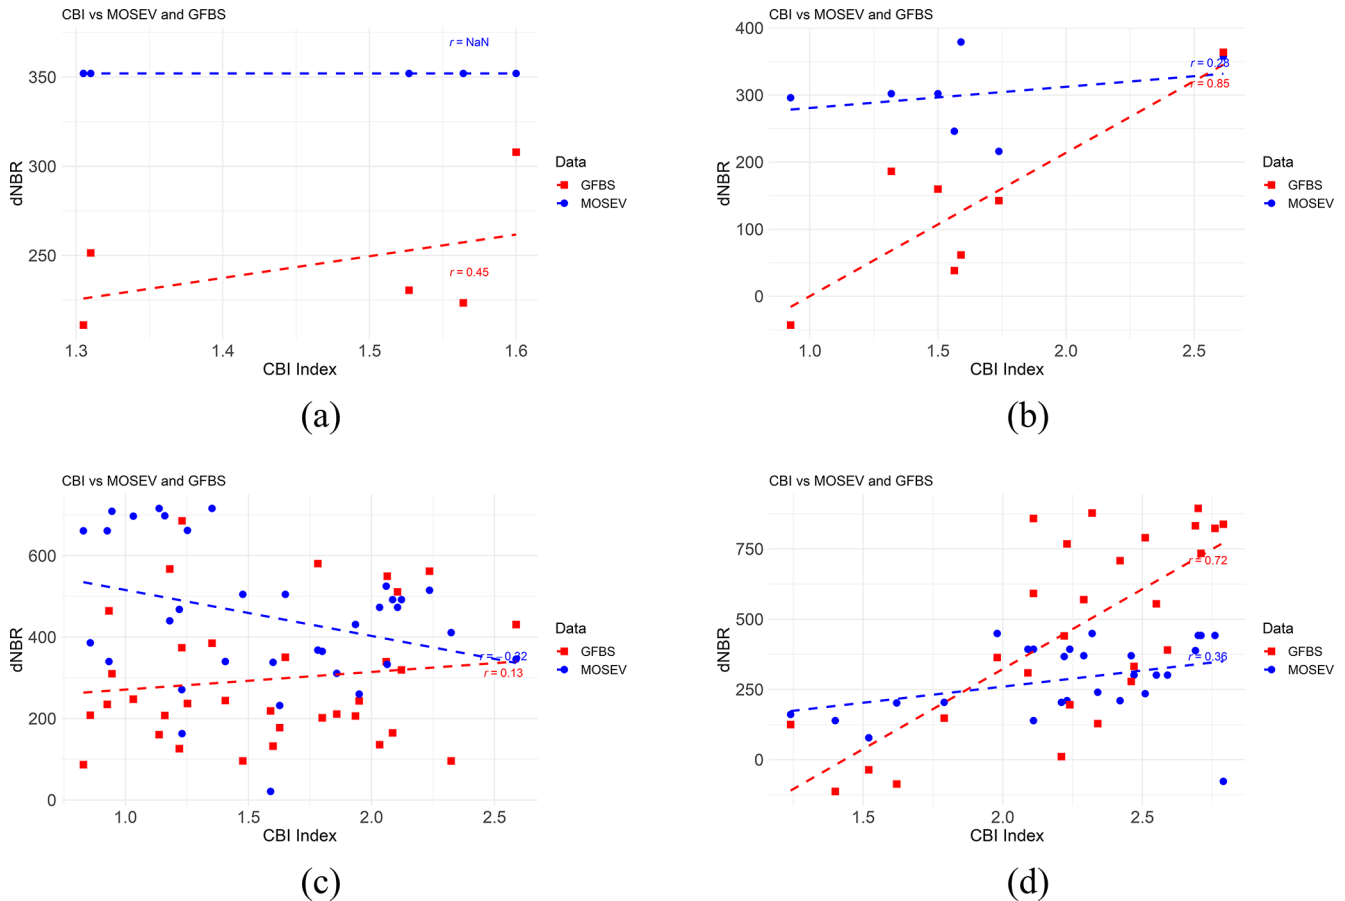 CBI vs MOSEV and GFBS
r = NaN
350
300
250
r = 0.45
dNBR
1.3 1.4 1.5 1.6
CBI Index
Data
GFBS
MOSEV
(a)
CBI vs MOSEV and GFBS
400
r = 0.28
r = 0.85
300
200
100
0
dNBR
1.0 1.5 2.0 2.5
CBI Index
Data
GFBS
MOSEV
(b)
CBI vs MOSEV and GFBS
600
400
r = −0.32
r = 0.13
200
0
dNBR
1.0 1.5 2.0 2.5
CBI Index
Data
GFBS
MOSEV
(c)
CBI vs MOSEV and GFBS
750
r = 0.72
500
r = 0.36
250
0
dNBR
1.5 2.0 2.5
CBI Index
Data
GFBS
MOSEV
(d)